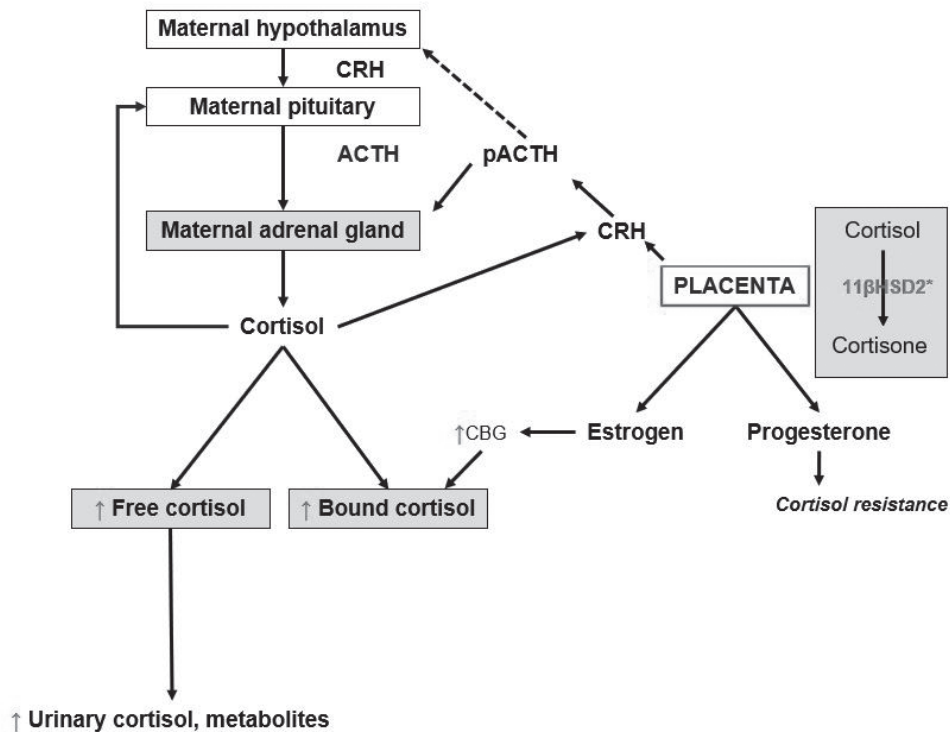 Maternal hypothalamus
CRH
Maternal pituitary
ACTH
pACTH
Maternal adrenal gland
CRH
Cortisol
PLACENTA
11βHSD2*
Cortisol
Cortisone
↑CBG
Estrogen
Progesterone
↑ Free cortisol
↑ Bound cortisol
Cortisol resistance
↑ Urinary cortisol, metabolites